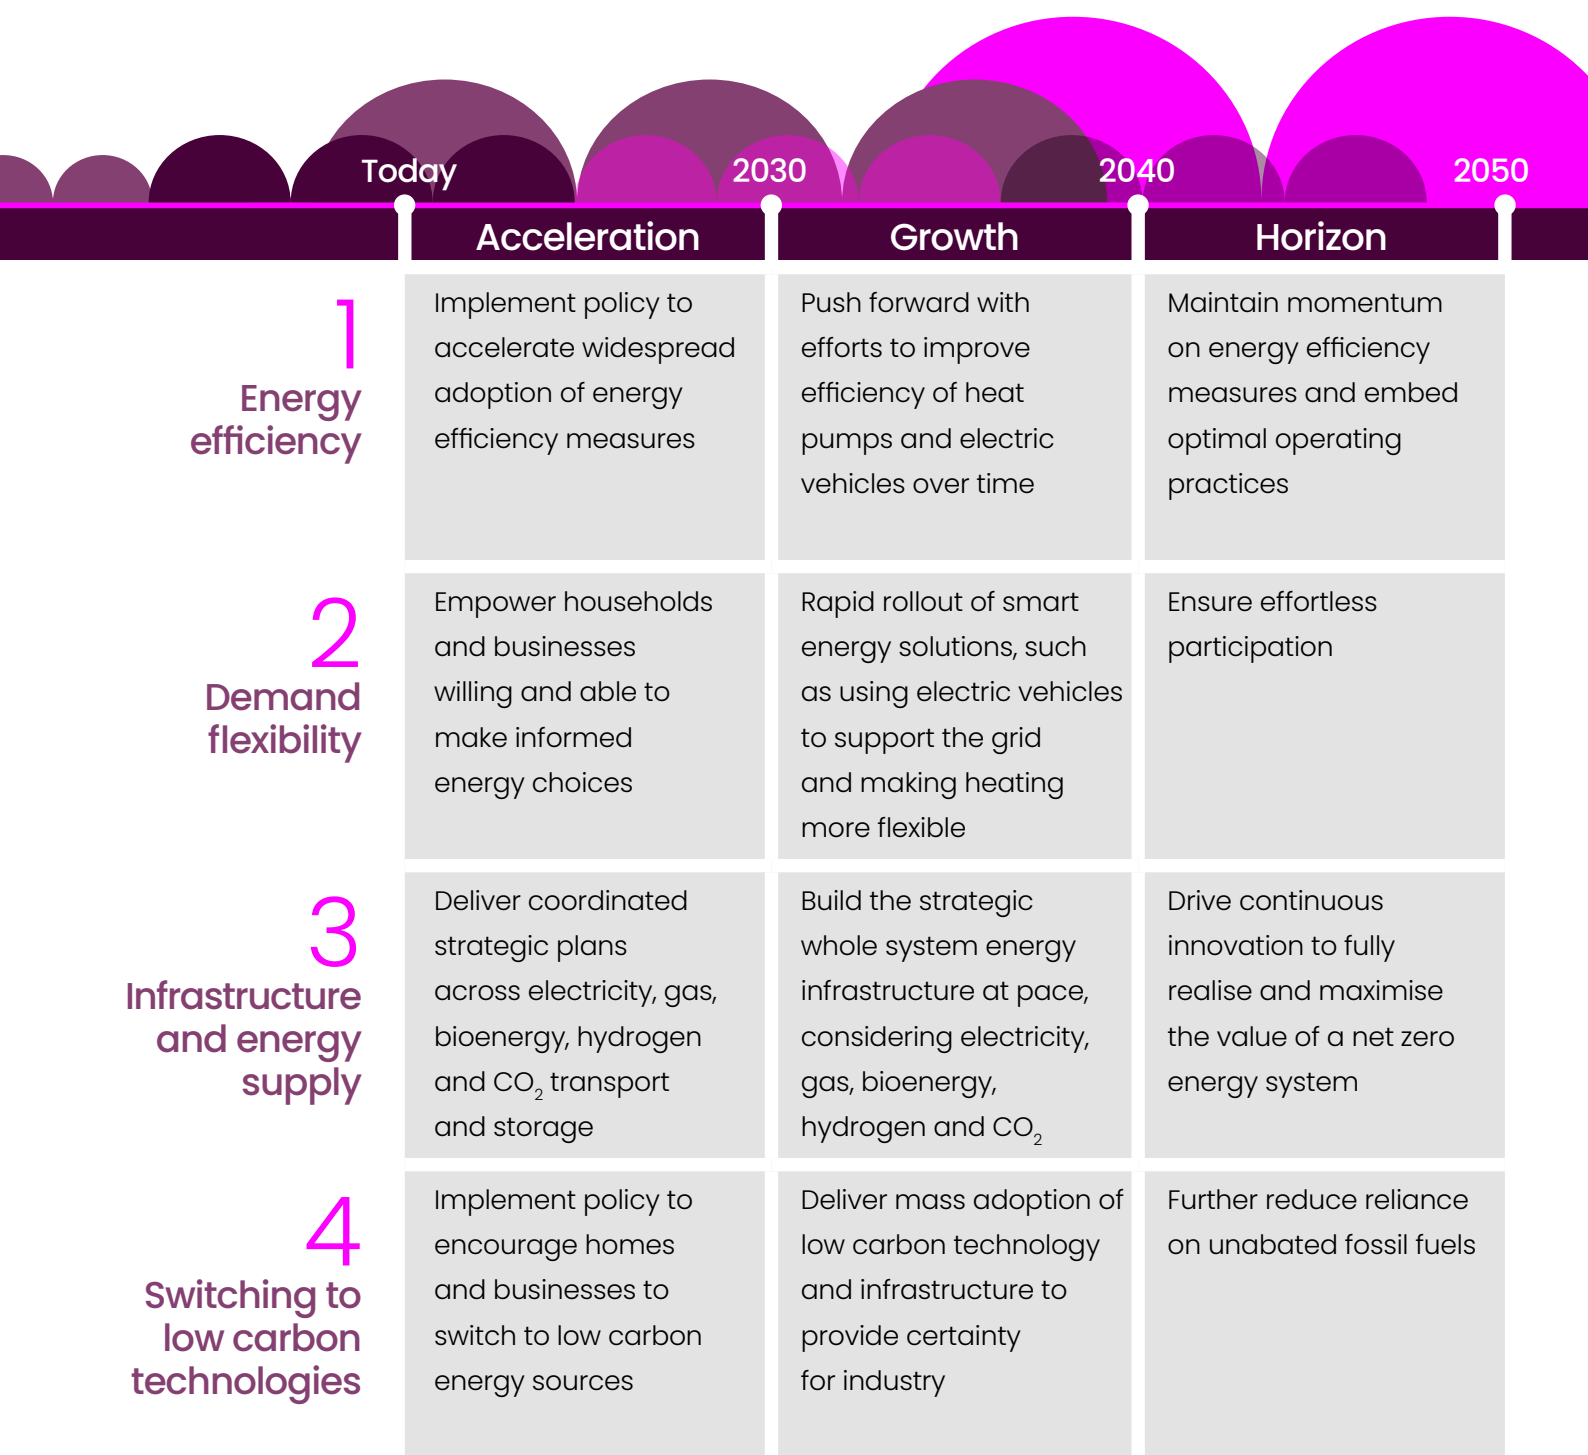 Today
2030
2040
2050
Acceleration
Growth
Horizon
1
Energy
efficiency
Implement policy to
accelerate widespread
adoption of energy
efficiency measures
Push forward with
efforts to improve
efficiency of heat
pumps and electric
vehicles over time
Maintain momentum
on energy efficiency
measures and embed
optimal operating
practices
2
Demand
flexibility
Empower households
and businesses
willing and able to
make informed
energy choices
Rapid rollout of smart
energy solutions, such
as using electric vehicles
to support the grid
and making heating
more flexible
Ensure effortless
participation
3
Infrastructure
and energy
supply
Deliver coordinated
strategic plans
across electricity, gas,
bioenergy, hydrogen
and CO₂ transport
and storage
Build the strategic
whole system energy
infrastructure at pace,
considering electricity,
gas, bioenergy,
hydrogen and CO₂
Drive continuous
innovation to fully
realise and maximise
the value of a net zero
energy system
4
Switching to
low carbon
technologies
Implement policy to
encourage homes
and businesses to
switch to low carbon
energy sources
Deliver mass adoption of
low carbon technology
and infrastructure to
provide certainty
for industry
Further reduce reliance
on unabated fossil fuels